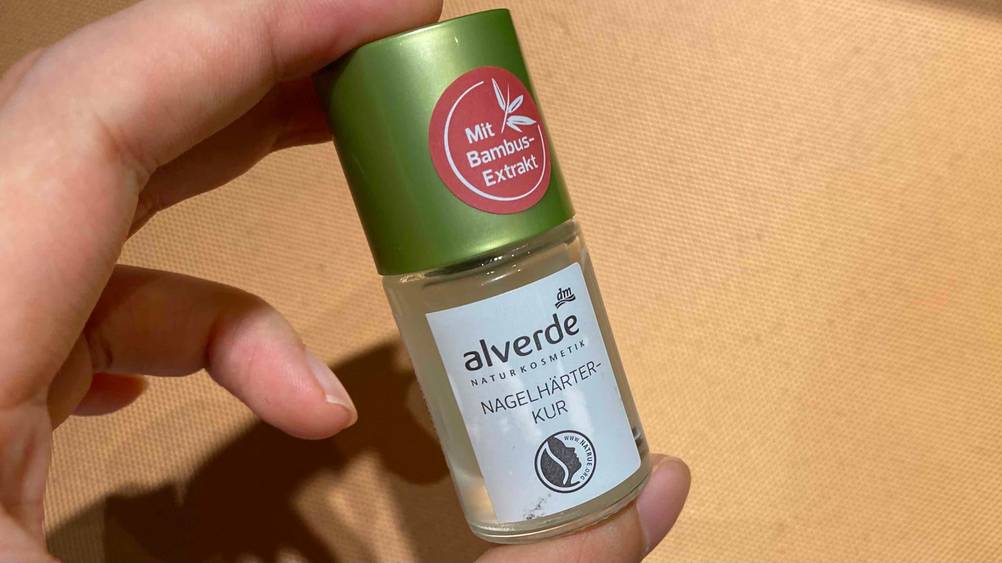 Mit
Bambus-
Extrakt
dm
alverde
NATURKOSMETIK
NAGELHÄRTER-
KUR
WWW.NATRUE.ORG